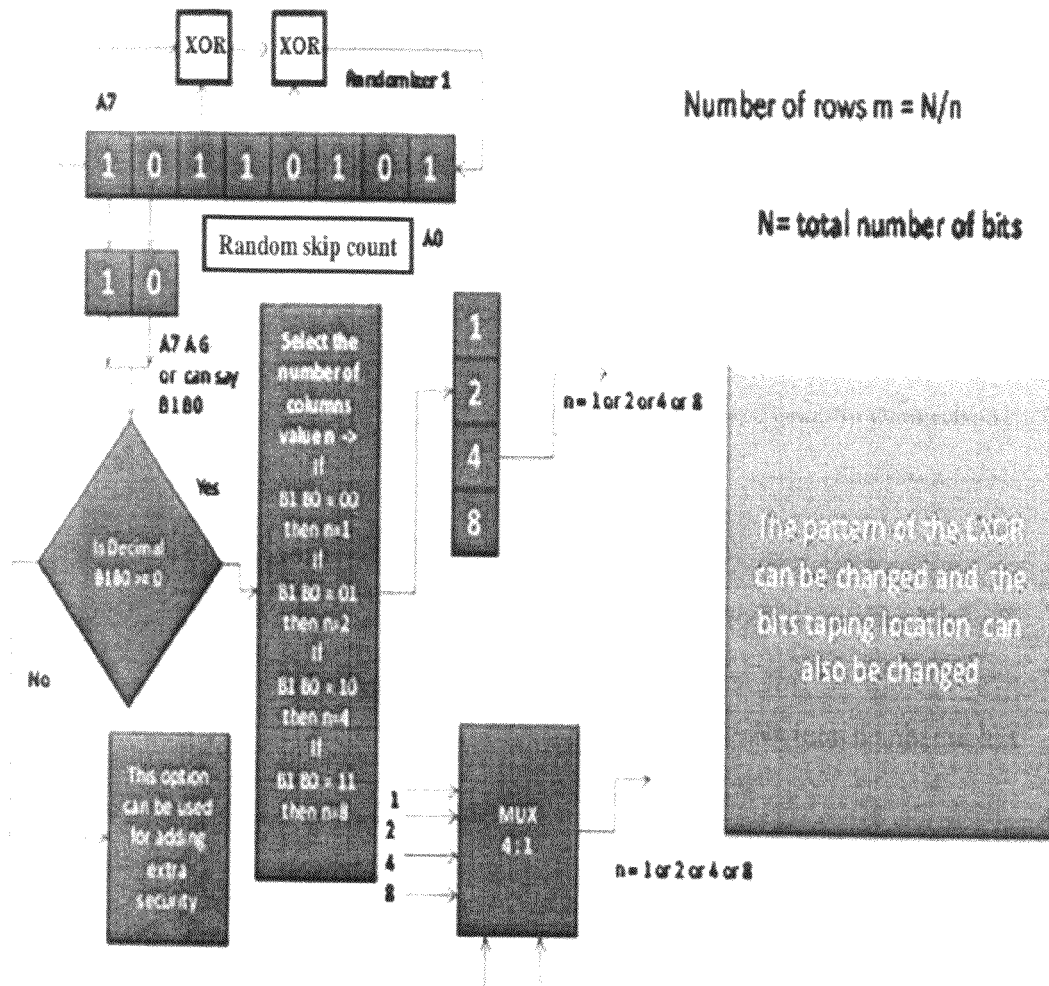 XOR XOR
Randomizer 1
A7
Number of rows m = N/n
1 0 1 1 0 1 0 1
N= total number of bits
Random skip count
A0
1 0
A7 A6
or can say
B1B0
Select the
number of
columns
value n ->
if
B1 B0 = 00
then n=1
if
B1 B0 = 01
then n=2
if
B1 B0 = 10
then n=4
if
B1 B0 = 11
then n=8
1
2
4
8
n = 1 or 2 or 4 or 8
Yes
Is Decimal
B1B0 >= 0
No
The pattern of the EXOR
can be changed and the
bits taping location can
also be changed
This option
can be used
for adding
extra
security
1
2
4
8
MUX
4 : 1
n = 1 or 2 or 4 or 8